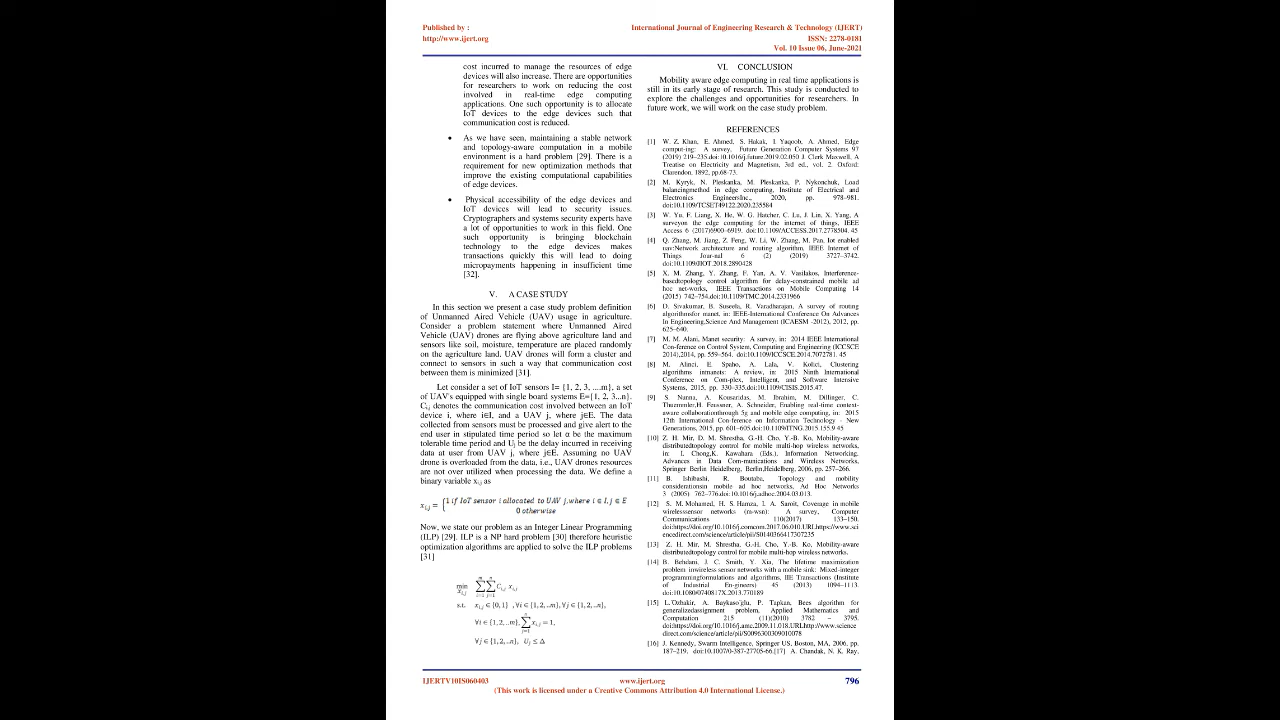 Published by :
International Journal of Engineering Research & Technology (IJERT)
http://www.ijert.org
ISSN: 2278-0181
Vol. 10 Issue 06, June-2021
cost incurred to manage the resources of edge
devices will also increase. There are opportunities
for researchers to work on reducing the cost
involved in real-time edge computing
applications. One such opportunity is to allocate
IoT devices to the edge devices such that
communication cost is reduced.
• As we have seen, maintaining a stable network
and topology-aware computation in a mobile
environment is a hard problem [29]. There is a
requirement for new optimization methods that
improve the existing computational capabilities
of edge devices.
• Physical accessibility of the edge devices and
IoT devices will lead to security issues.
Cryptographers and systems security experts have
a lot of opportunities to work in this field. One
such opportunity is bringing blockchain
technology to the edge devices makes
transactions quickly this will lead to doing
micropayments happening in insufficient time
[32].
V. A CASE STUDY
In this section we present a case study problem definition
of Unmanned Aired Vehicle (UAV) usage in agriculture.
Consider a problem statement where Unmanned Aired
Vehicle (UAV) drones are flying above agriculture land and
sensors like soil, moisture, temperature are placed randomly
on the agriculture land. UAV drones will form a cluster and
connect to sensors in such a way that communication cost
between them is minimized [31].
Let consider a set of IoT sensors I= {1, 2, 3, ....m}, a set
of UAV's equipped with single board systems E={1, 2, 3...n}.
Ci,j denotes the communication cost involved between an IoT
device i, where i∈I, and a UAV j, where j∈E. The data
collected from sensors must be processed and give alert to the
end user in stipulated time period so let α be the maximum
tolerable time period and Uj be the delay incurred in receiving
data at user from UAV j, where j∈E. Assuming no UAV
drone is overloaded from the data, i.e., UAV drones resources
are not over utilized when processing the data. We define a
binary variable xi,j as
xi,j = {1 if IoT sensor i allocated to UAV j,where i ∈ I, j ∈ E
0 otherwise
Now, we state our problem as an Integer Linear Programming
(ILP) [29]. ILP is a NP hard problem [30] therefore heuristic
optimization algorithms are applied to solve the ILP problems
[31]
min xi,j ∑ i=1 m ∑ j=1 n Ci,j xi,j
s.t. xi,j ∈ {0, 1} , ∀i ∈ {1, 2, ..m}, ∀j ∈ {1, 2, ..n},
∀i ∈ {1, 2, ..m}, ∑ j=1 n xi,j = 1,
∀j ∈ {1, 2, ..n}, Uj ≤ Δ
VI. CONCLUSION
Mobility aware edge computing in real time applications is
still in its early stage of research. This study is conducted to
explore the challenges and opportunities for researchers. In
future work, we will work on the case study problem.
REFERENCES
[1] W. Z. Khan, E. Ahmed, S. Hakak, I. Yaqoob, A. Ahmed, Edge
comput-ing: A survey, Future Generation Computer Systems 97
(2019) 219–235.doi:10.1016/j.future.2019.02.050 J. Clerk Maxwell, A
Treatise on Electricity and Magnetism, 3rd ed., vol. 2. Oxford:
Clarendon, 1892, pp.68-73.
[2] M. Kyryk, N. Pleskanka, M. Pleskanka, P. Nykonchuk, Load
balancingmethod in edge computing, Institute of Electrical and
Electronics EngineersInc., 2020, pp. 978–981.
doi:10.1109/TCSET49122.2020.235584
[3] W. Yu, F. Liang, X. He, W. G. Hatcher, C. Lu, J. Lin, X. Yang, A
surveyon the edge computing for the internet of things, IEEE
Access 6 (2017)6900–6919. doi:10.1109/ACCESS.2017.2778504. 45
[4] Q. Zhang, M. Jiang, Z. Feng, W. Li, W. Zhang, M. Pan, Iot enabled
uav:Network architecture and routing algorithm, IEEE Internet of
Things Jour-nal 6 (2) (2019) 3727–3742.
doi:10.1109/JIOT.2018.2890428
[5] X. M. Zhang, Y. Zhang, F. Yan, A. V. Vasilakos, Interference-
basedtopology control algorithm for delay-constrained mobile ad
hoc net-works, IEEE Transactions on Mobile Computing 14
(2015) 742–754.doi:10.1109/TMC.2014.2331966
[6] D. Sivakumar, B. Suseela, R. Varadharajan, A survey of routing
algorithmsfor manet, in: IEEE-International Conference On Advances
In Engineering,Science And Management (ICAESM -2012), 2012, pp.
625–640.
[7] M. M. Alani, Manet security: A survey, in: 2014 IEEE International
Con-ference on Control System, Computing and Engineering (ICCSCE
2014),2014, pp. 559–564. doi:10.1109/ICCSCE.2014.7072781. 45
[8] M. Alinci, E. Spaho, A. Lala, V. Kolici, Clustering
algorithms inmanets: A review, in: 2015 Ninth International
Conference on Com-plex, Intelligent, and Software Intensive
Systems, 2015, pp. 330–335.doi:10.1109/CISIS.2015.47.
[9] S. Nanna
thrugh 5g and mobile edge computing, in: 2015
12th International Con-ference on Information Technology - New
Generations, 2015, pp. 601–605.doi:10.1109/ITNG.2015.155.9 45
[10] Z. H. Mir, D. M. Shrestha, G.-H. Cho, Y.-B. Ko, Mobility-aware
distributedtopology control for mobile multi-hop wireless networks,
in: I. Chong,K. Kawahara (Eds.), Information Networking.
Advances in Data Com-munications and Wireless Networks,
Springer Berlin Heidelberg, Berlin,Heidelberg, 2006, pp. 257–266.
[11] B. Ishibashi, R. Boutaba, Topology and mobility
considerationsin mobile ad hoc networks, Ad Hoc Networks
3 (2005) 762–776.doi:10.1016/j.adhoc.2004.03.013.
[12] S. M. Mohamed, H. S. Hamza, I. A. Saroit, Coverage in mobile
wirelesssensor networks (m-wsn): A survey, Computer
Communications 110(2017) 133–150.
doi:https://doi.org/10.1016/j.comcom.2017.06.010.URLhttps://www.sci
encedirect.com/science/article/pii/S0140366417307235
[13] Z. H. Mir, M. Shrestha, G.-H. Cho, Y.-B. Ko, Mobility-aware
distributedtopology control for mobile multi-hop wireless networks,
[14] B. Behdani, J. C. Smith, Y. Xia, The lifetime maximization
problem inwireless sensor networks with a mobile sink: Mixed-integer
programmingformulations and algorithms, IIE Transactions (Institute
of Industrial En-gineers) 45 (2013) 1094–1113.
doi:10.1080/0740817X.2013.770189
[15] L. Ozbakir, A. Baykaso˘glu, P. Tapkan, Bees algorithm for
generalizedassignment problem, Applied Mathematics and
Computation 215 (11)(2010) 3782 – 3795.
doi:https://doi.org/10.1016/j.amc.2009.11.018.URLhttp://www.science
direct.com/science/article/pii/S0096300309010078
[16] J. Kennedy, Swarm Intelligence, Springer US, Boston, MA, 2006, pp.
187–219. doi:10.1007/0-387-27705-66.[17] A. Chandak, N. K. Ray,
IJERTV10IS060403
www.ijert.org
796
(This work is licensed under a Creative Commons Attribution 4.0 International License.)